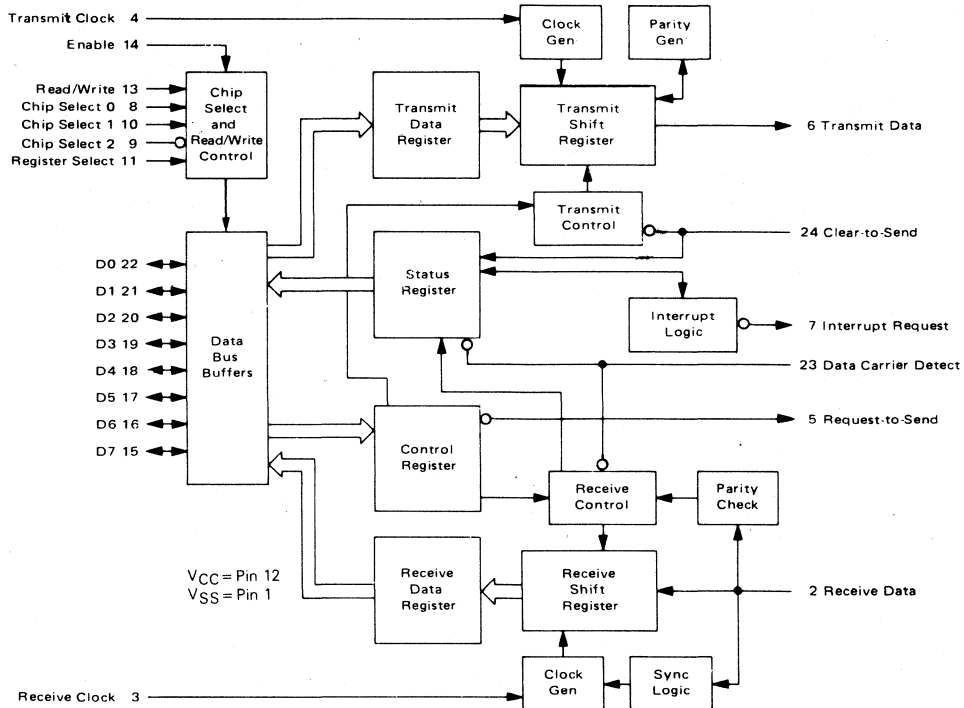 Transmit Clock 4
Clock
Gen
Parity
Gen
Enable 14
Read/Write 13
Chip Select 0 8
Chip Select 1 10
Chip Select 2 9
Register Select 11
Chip
Select
and
Read/Write
Control
Transmit
Data
Register
Transmit
Shift
Register
6 Transmit Data
Transmit
Control
24 Clear-to-Send
D0 22
D1 21
D2 20
D3 19
D4 18
D5 17
D6 16
D7 15
Data
Bus
Buffers
Status
Register
Interrupt
Logic
7 Interrupt Request
23 Data Carrier Detect
Control
Register
5 Request-to-Send
Receive
Control
Parity
Check
VCC = Pin 12
VSS = Pin 1
Receive
Data
Register
Receive
Shift
Register
2 Receive Data
Receive Clock 3
Clock
Gen
Sync
Logic